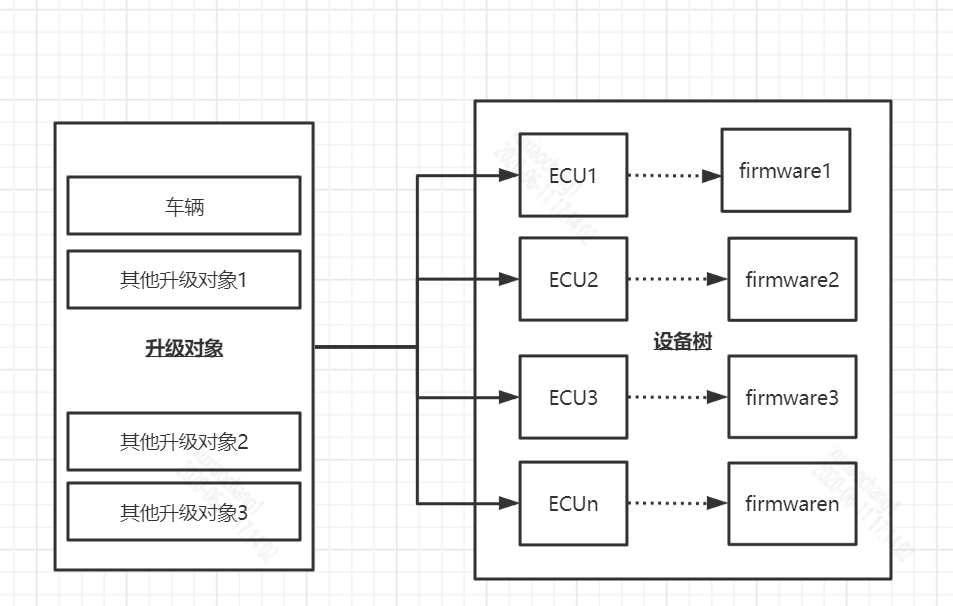 车辆
其他升级对象1
升级对象
其他升级对象2
其他升级对象3
ECU1
firmware1
ECU2
firmware2
设备树
ECU3
firmware3
ECUn
firmwaren